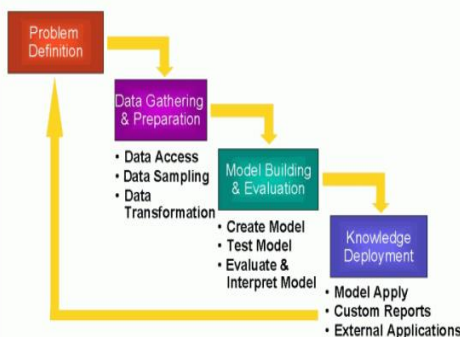 Problem
Definition
Data Gathering
& Preparation
• Data Access
• Data Sampling
• Data
Transformation
Model Building
& Evaluation
• Create Model
• Test Model
• Evaluate &
Interpret Model
Knowledge
Deployment
• Model Apply
• Custom Reports
• External Applications